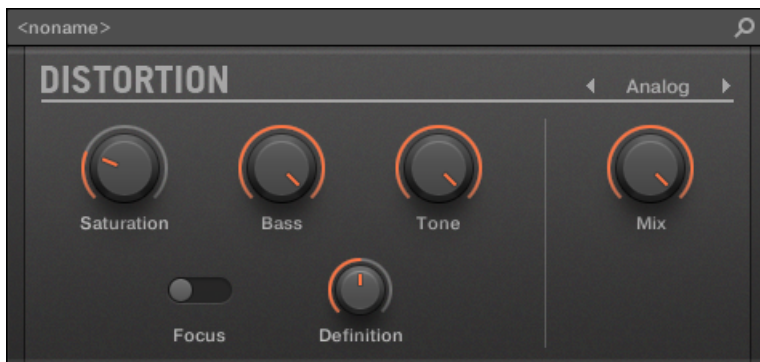 <noname>
DISTORTION
Analog
Saturation
Bass
Tone
Mix
Focus
Definition